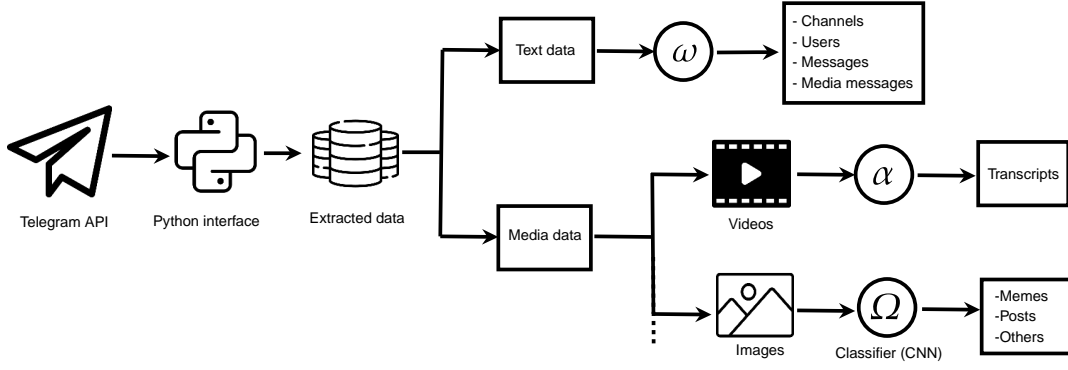 Telegram API
Python interface
Extracted data
Text data
ω
- Channels
- Users
- Messages
- Media messages
Media data
Videos
α
Transcripts
Images
Ω
Classifier (CNN)
-Memes
-Posts
-Others